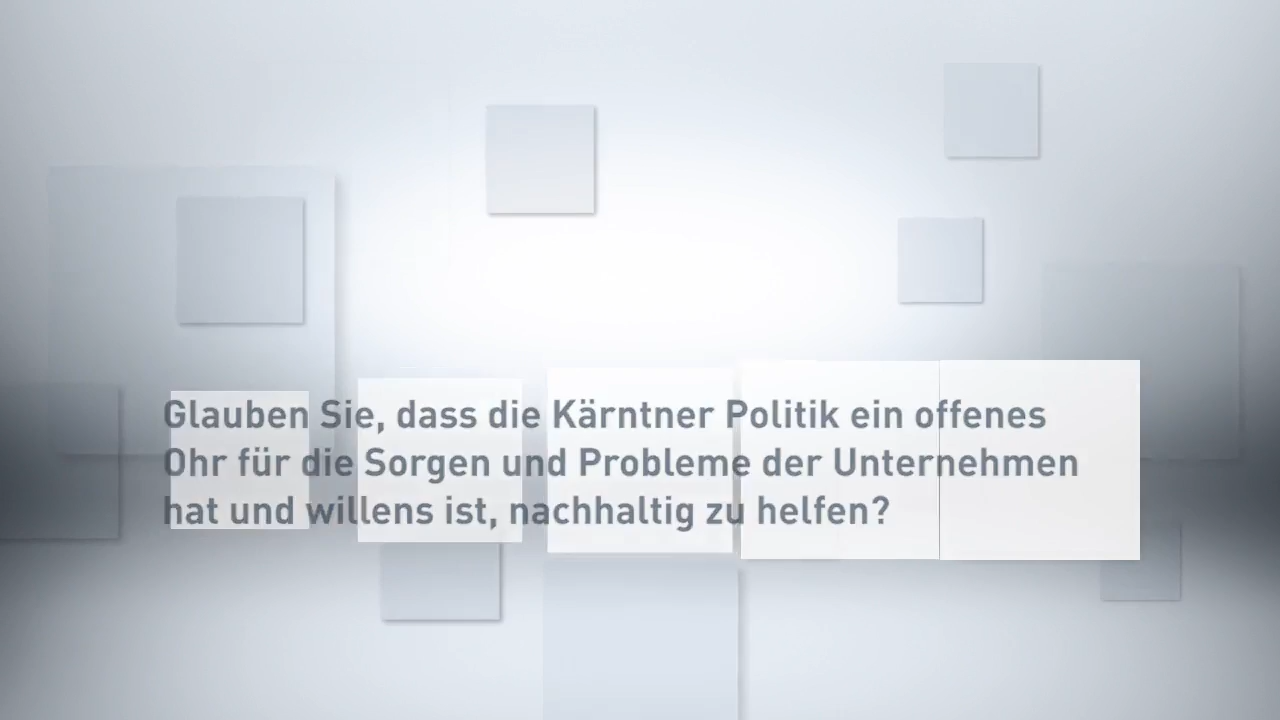 Glauben Sie, dass die Kärntner Politik ein offenes
Ohr für die Sorgen und Probleme der Unternehmen
hat und willens ist, nachhaltig zu helfen?